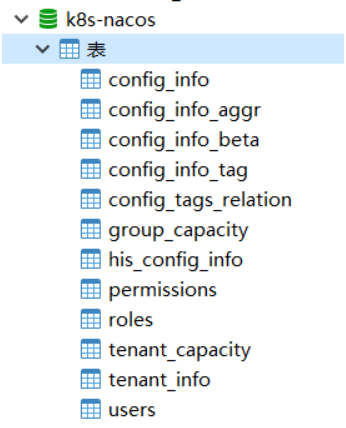 k8s-nacos
表
config_info
config_info_aggr
config_info_beta
config_info_tag
config_tags_relation
group_capacity
his_config_info
permissions
roles
tenant_capacity
tenant_info
users